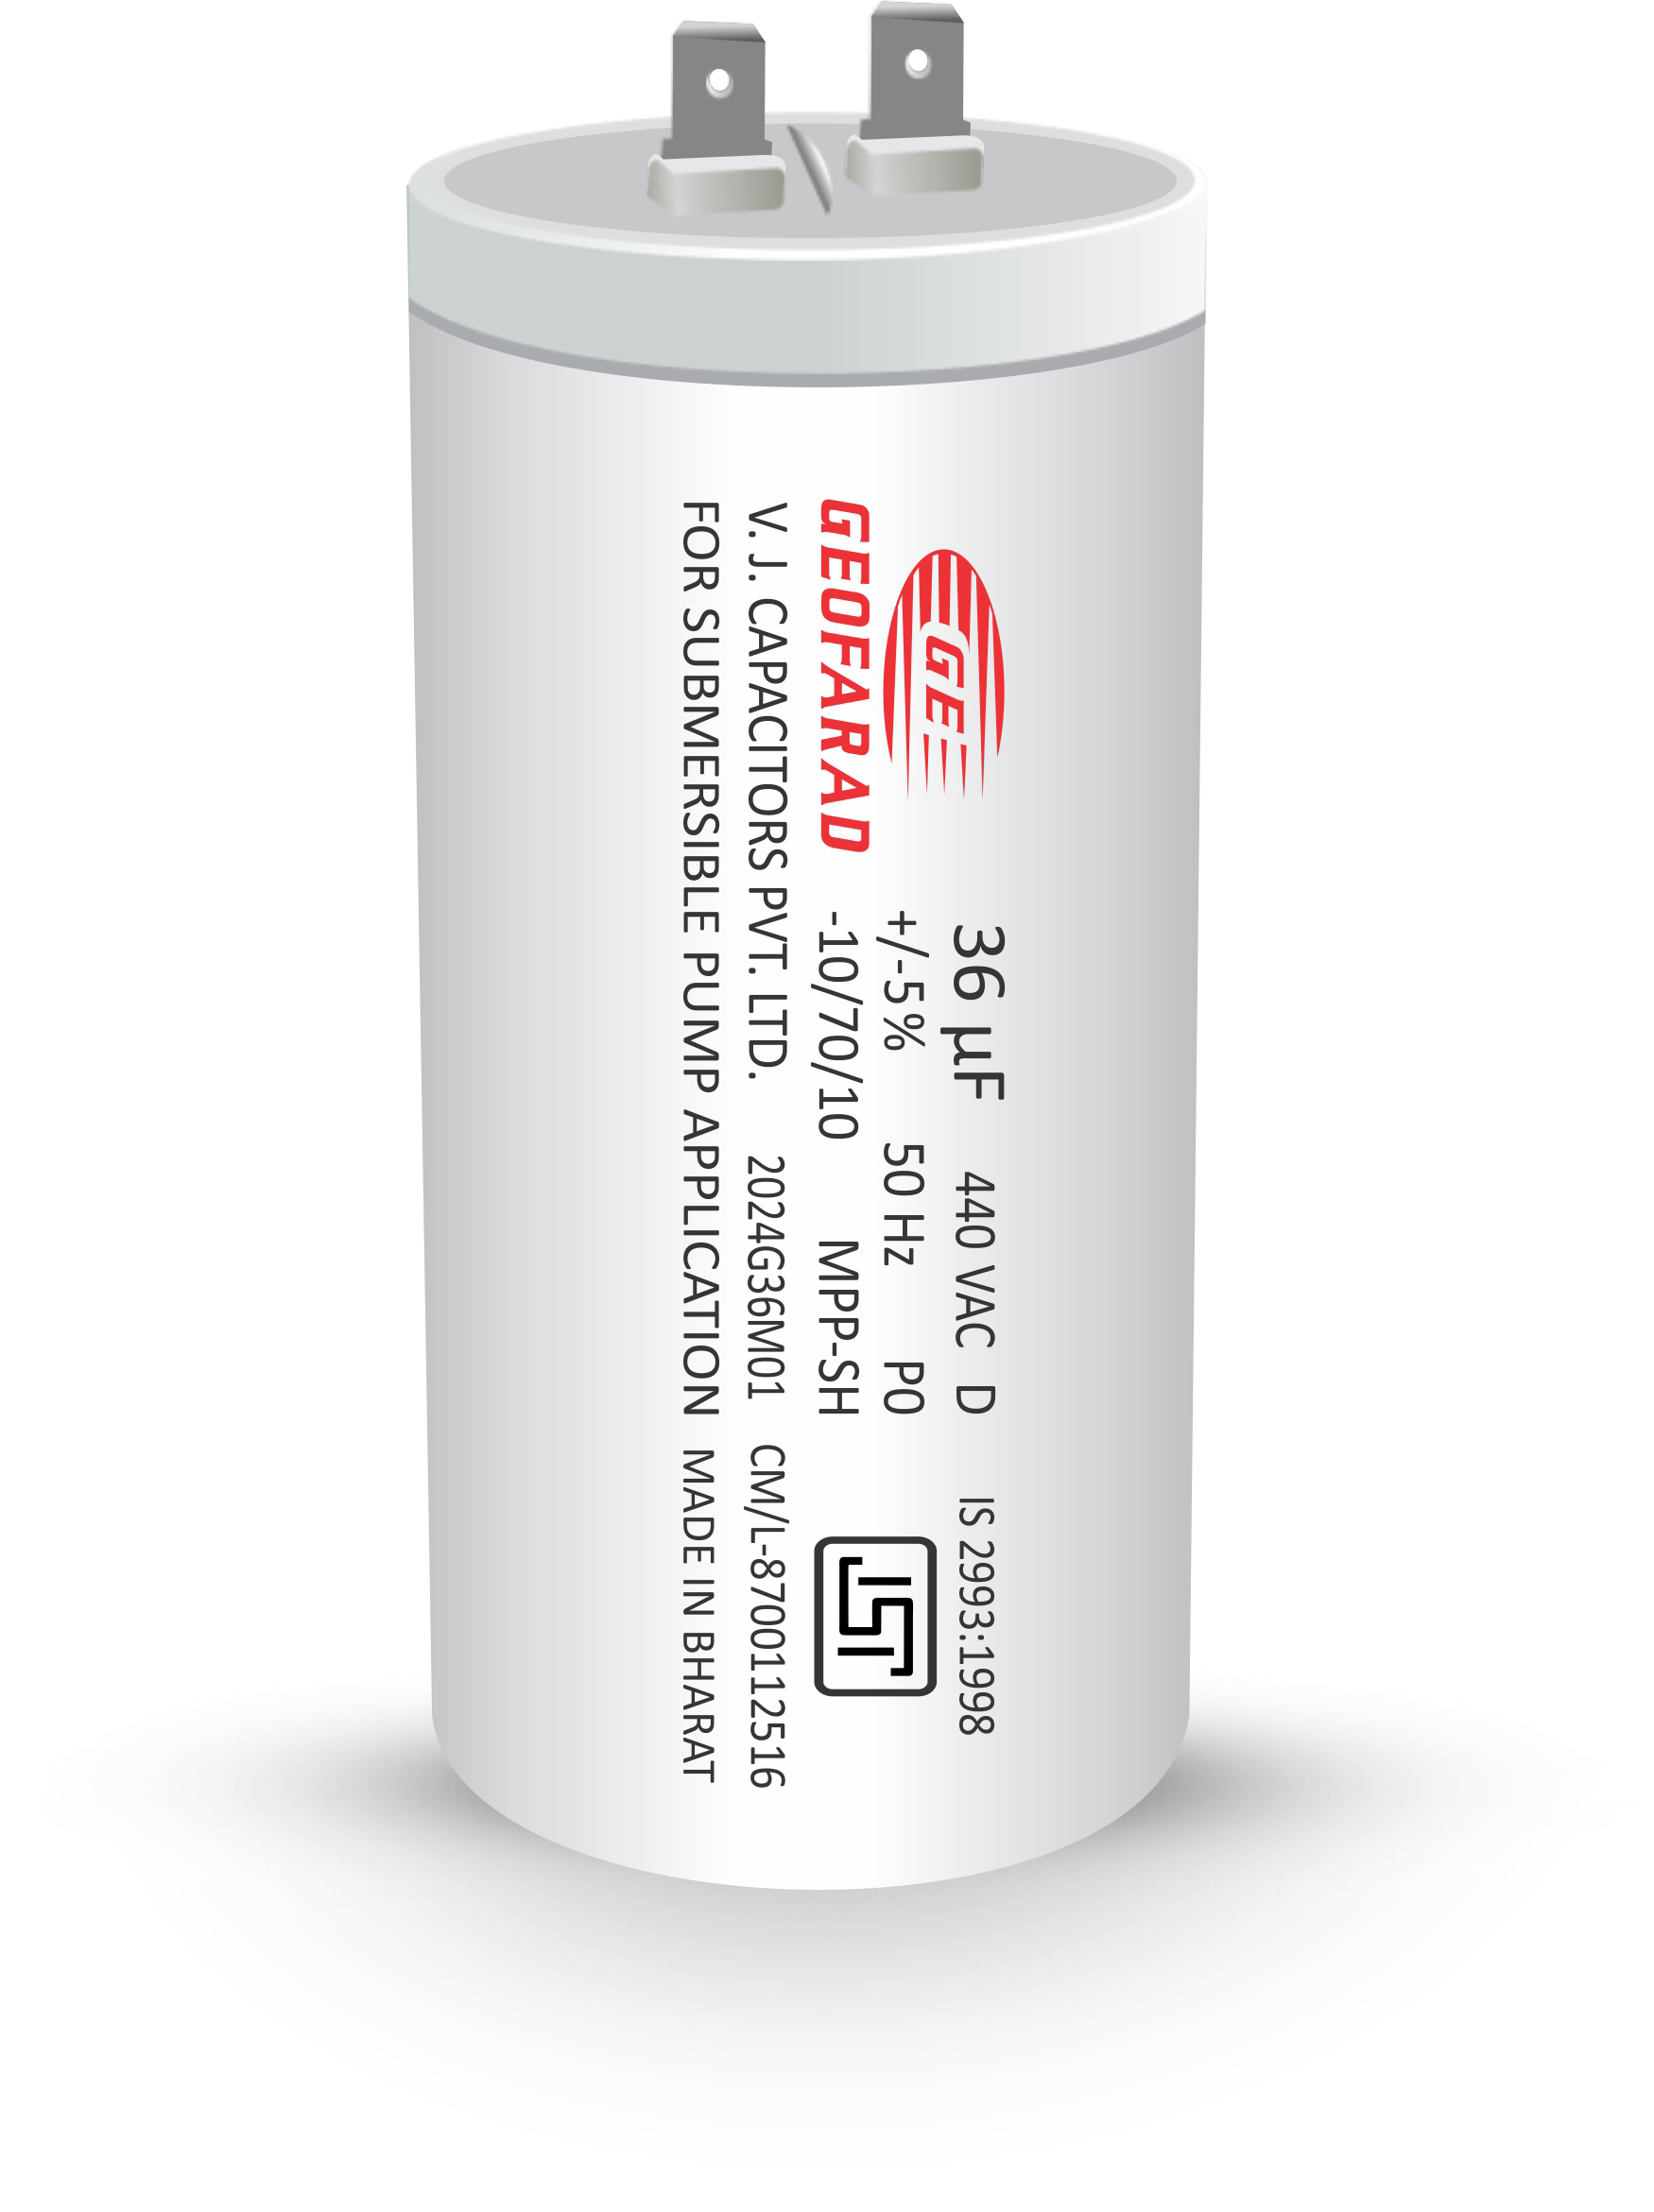 GE
GEOFARAD
36 µF 440 VAC D
+/-5% 50 Hz P0
-10/70/10 MPP-SH
IS 2993:1998
ISI
V. J. CAPACITORS PVT. LTD. 2024G36M01 CM/L-8700112516
FOR SUBMERSIBLE PUMP APPLICATION MADE IN BHARAT